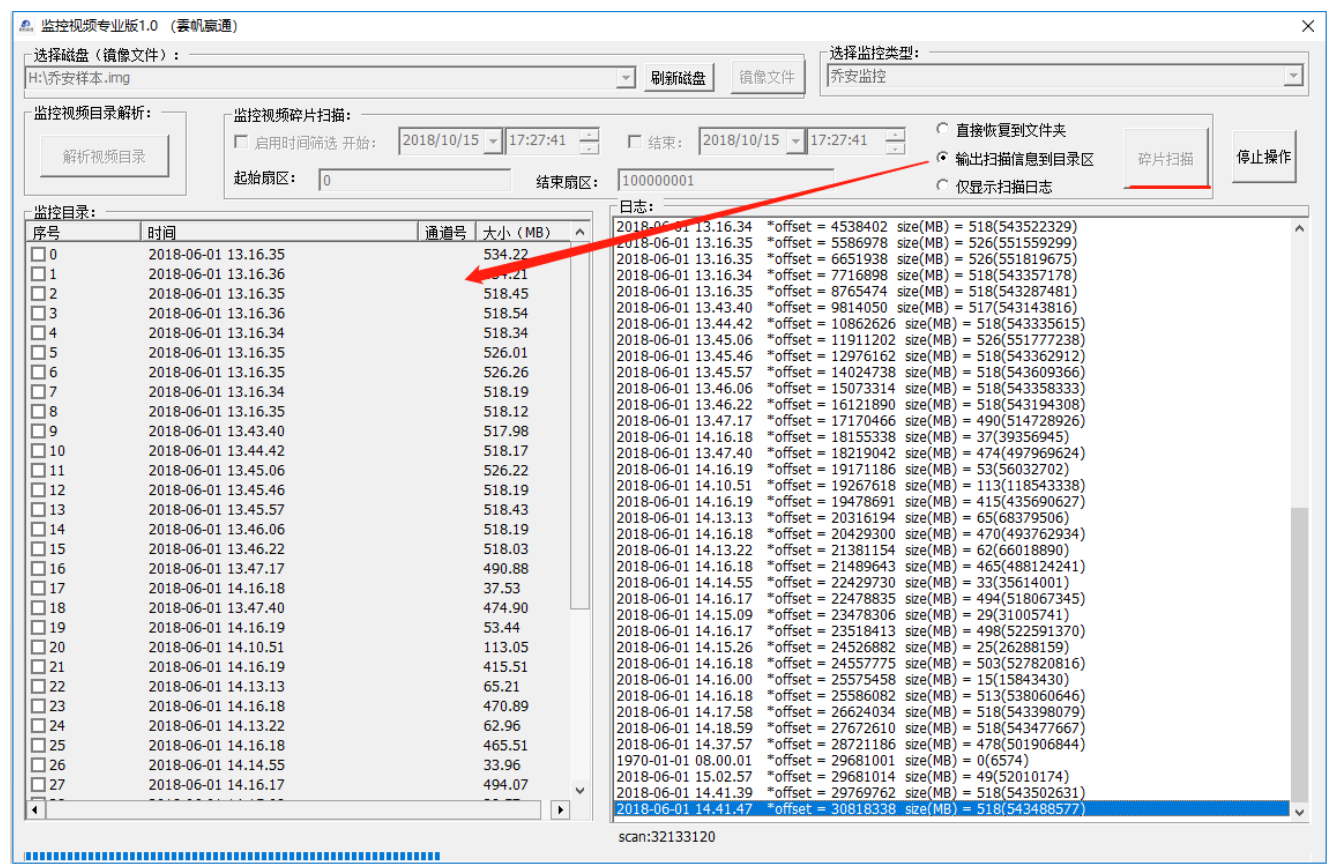 监控视频专业版1.0 （雲帆赢通）
选择磁盘（镜像文件）:
H:\乔安样本.img
刷新磁盘
镜像文件
选择监控类型:
乔安监控
监控视频目录解析:
解析视频目录
监控视频碎片扫描:
启用时间筛选 开始:
2018/10/15
17:27:41
结束:
2018/10/15
17:27:41
起始扇区:
0
结束扇区:
100000001
直接恢复到文件夹
输出扫描信息到目录区
仅显示扫描日志
碎片扫描
停止操作
监控目录:
序号 时间 通道号 大小（MB）
0 2018-06-01 13.16.35 534.22
1 2018-06-01 13.16.36
2 2018-06-01 13.16.35 518.45
3 2018-06-01 13.16.36 518.54
4 2018-06-01 13.16.34 518.34
5 2018-06-01 13.16.35 526.01
6 2018-06-01 13.16.35 526.26
7 2018-06-01 13.16.34 518.19
8 2018-06-01 13.16.35 518.12
9 2018-06-01 13.43.40 517.98
10 2018-06-01 13.44.42 518.17
11 2018-06-01 13.45.06 526.22
12 2018-06-01 13.45.46 518.19
13 2018-06-01 13.45.57 518.43
14 2018-06-01 13.46.06 518.19
15 2018-06-01 13.46.22 518.03
16 2018-06-01 13.47.17 490.88
17 2018-06-01 14.16.18 37.53
18 2018-06-01 13.47.40 474.90
19 2018-06-01 14.16.19 53.44
20 2018-06-01 14.10.51 113.05
21 2018-06-01 14.16.19 415.51
22 2018-06-01 14.13.13 65.21
23 2018-06-01 14.16.18 470.89
24 2018-06-01 14.13.22 62.96
25 2018-06-01 14.16.18 465.51
26 2018-06-01 14.14.55 33.96
27 2018-06-01 14.16.17 494.07
日志:
2018-06-01 13.16.34 *offset = 4538402 size(MB) = 518(543522329)
2018-06-01 13.16.35 *offset = 5586978 size(MB) = 526(551559299)
2018-06-01 13.16.35 *offset = 6651938 size(MB) = 526(551819675)
2018-06-01 13.16.34 *offset = 7716898 size(MB) = 518(543357178)
2018-06-01 13.16.35 *offset = 8765474 size(MB) = 518(543287481)
2018-06-01 13.43.40 *offset = 9814050 size(MB) = 517(543143816)
2018-06-01 13.44.42 *offset = 10862626 size(MB) = 518(543335615)
2018-06-01 13.45.06 *offset = 11911202 size(MB) = 526(551777238)
2018-06-01 13.45.46 *offset = 12976162 size(MB) = 518(543362912)
2018-06-01 13.45.57 *offset = 14024738 size(MB) = 518(543609366)
2018-06-01 13.46.06 *offset = 15073314 size(MB) = 518(543358333)
2018-06-01 13.46.22 *offset = 16121890 size(MB) = 518(543194308)
2018-06-01 13.47.17 *offset = 17170466 size(MB) = 490(514728926)
2018-06-01 14.16.18 *offset = 18155338 size(MB) = 37(39356945)
2018-06-01 13.47.40 *offset = 18219042 size(MB) = 474(497969624)
2018-06-01 14.16.19 *offset = 19171186 size(MB) = 53(56032702)
2018-06-01 14.10.51 *offset = 19267618 size(MB) = 113(118543338)
2018-06-01 14.16.19 *offset = 19478691 size(MB) = 415(435690627)
2018-06-01 14.13.13 *offset = 20316194 size(MB) = 65(68379506)
2018-06-01 14.16.18 *offset = 20429300 size(MB) = 470(493762934)
2018-06-01 14.13.22 *offset = 21381154 size(MB) = 62(66018890)
2018-06-01 14.16.18 *offset = 21489643 size(MB) = 465(488124241)
2018-06-01 14.14.55 *offset = 22429730 size(MB) = 33(35614001)
2018-06-01 14.16.17 *offset = 22478835 size(MB) = 494(518067345)
2018-06-01 14.15.09 *offset = 23478306 size(MB) = 29(31005741)
2018-06-01 14.16.17 *offset = 23518413 size(MB) = 498(522591370)
2018-06-01 14.15.26 *offset = 24526882 size(MB) = 25(26288159)
2018-06-01 14.16.18 *offset = 24557775 size(MB) = 503(527820816)
2018-06-01 14.16.00 *offset = 25575458 size(MB) = 15(15843430)
2018-06-01 14.16.18 *offset = 25586082 size(MB) = 513(538060646)
2018-06-01 14.17.58 *offset = 26624034 size(MB) = 518(543398079)
2018-06-01 14.18.59 *offset = 27672610 size(MB) = 518(543477667)
2018-06-01 14.37.57 *offset = 28721186 size(MB) = 478(501906844)
1970-01-01 08.00.01 *offset = 29681001 size(MB) = 0(6574)
2018-06-01 15.02.57 *offset = 29681014 size(MB) = 49(52010174)
2018-06-01 14.41.39 *offset = 29769762 size(MB) = 518(543502631)
2018-06-01 14.41.47 *offset = 30818338 size(MB) = 518(543488577)
scan:32133120